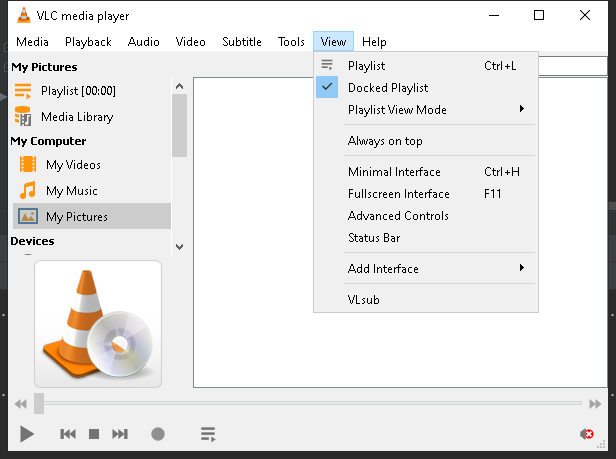 VLC media player
Media Playback Audio Video Subtitle Tools View Help
My Pictures
Playlist [00:00]
Media Library
My Computer
My Videos
My Music
My Pictures
Devices
Playlist Ctrl+L
Docked Playlist
Playlist View Mode
Always on top
Minimal Interface Ctrl+H
Fullscreen Interface F11
Advanced Controls
Status Bar
Add Interface
VLsub